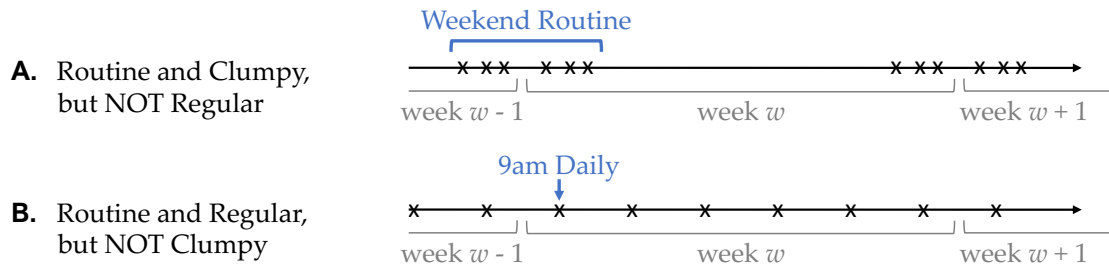 Weekend Routine
A. Routine and Clumpy,
but NOT Regular
x x x x x x x x x x x x
week w - 1 week w week w + 1
9am Daily
B. Routine and Regular,
but NOT Clumpy
x x x x x x x x x
week w - 1 week w week w + 1